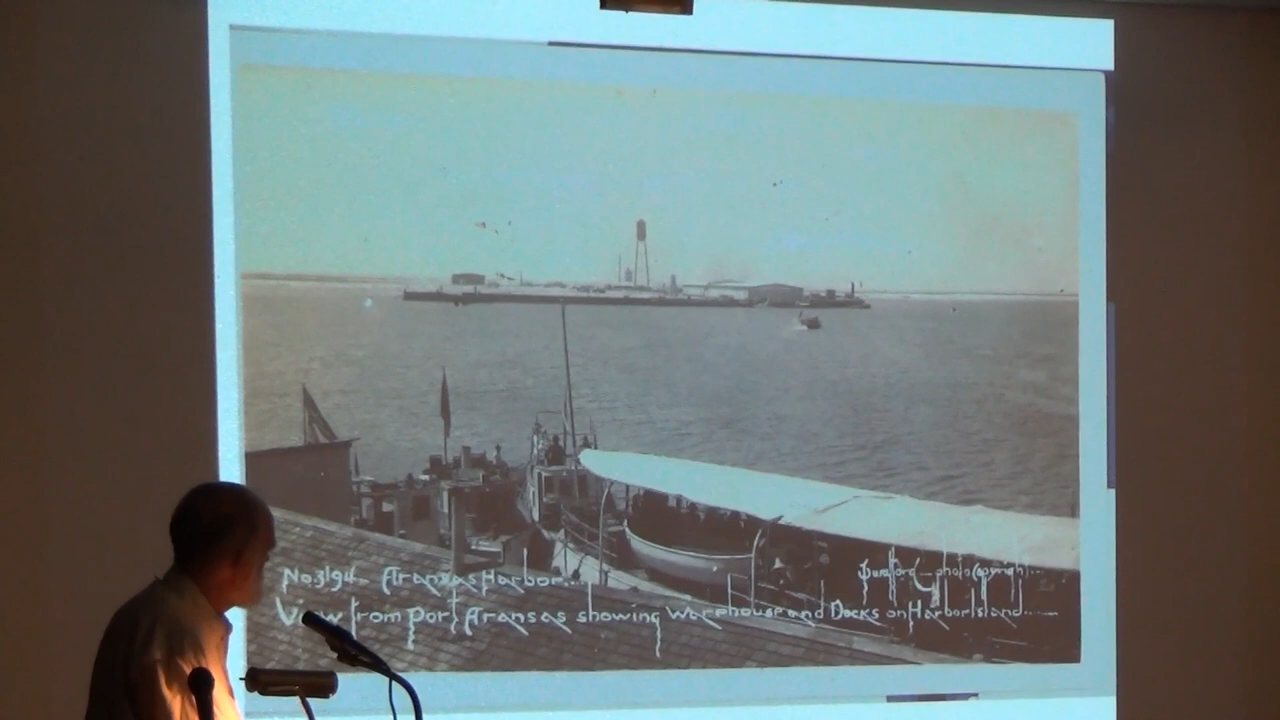 No.3194. Aransas Harbor....
photo Copyright...
View from Port Aransas showing Warehouse and Docks on Harbor Island......